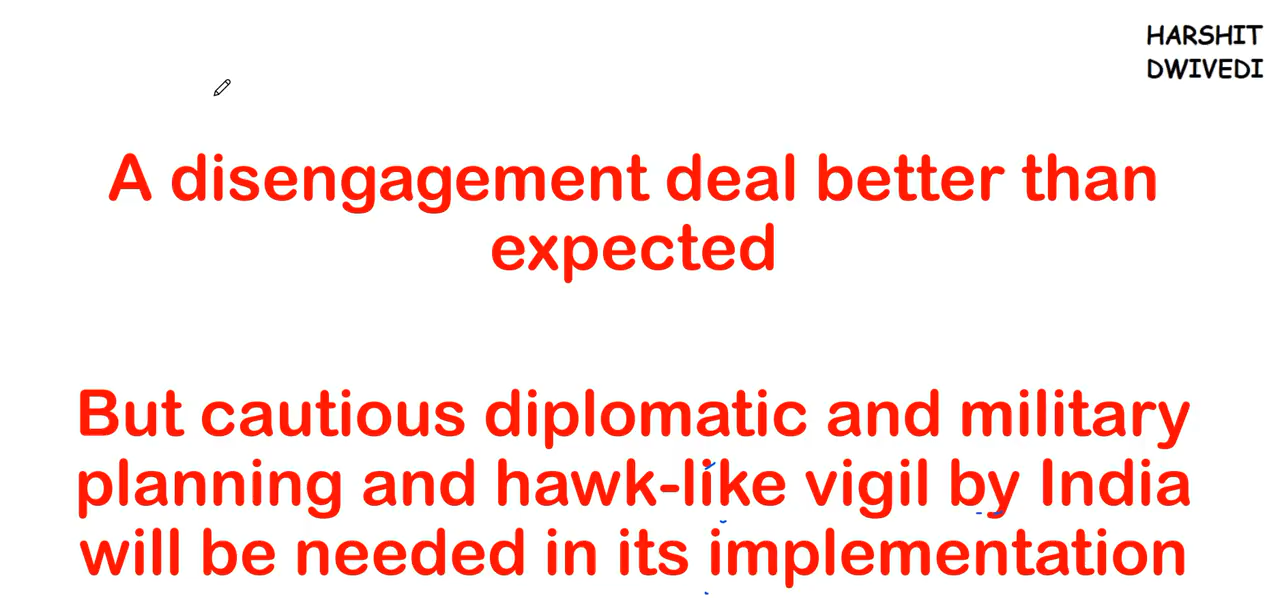 HARSHIT
DWIVEDI
A disengagement deal better than
expected
But cautious diplomatic and military
planning and hawk-like vigil by India
will be needed in its implementation